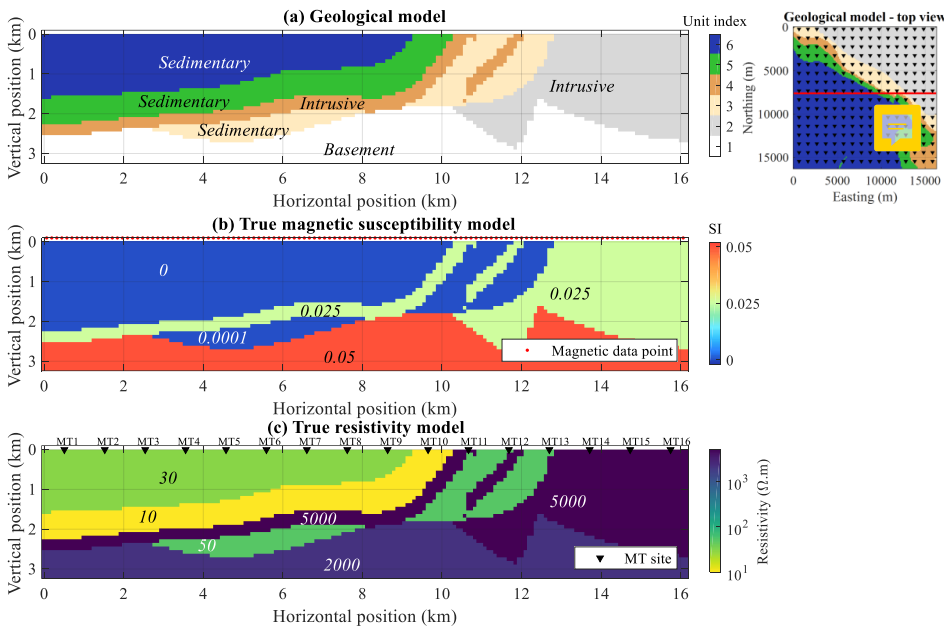 (a) Geological model
Vertical position (km)
0
1
2
3
Sedimentary
Sedimentary
Intrusive
Intrusive
Sedimentary
Basement
0 2 4 6 8 10 12 14 16
Horizontal position (km)
Unit index
6
5
4
3
2
1
Geological model - top view
Northing (m)
0
5000
10000
15000
0 5000 10000 15000
Easting (m)
(b) True magnetic susceptibility model
Vertical position (km)
0
1
2
3
0
0.025
0.025
0.0001
0.05
Magnetic data point
0 2 4 6 8 10 12 14 16
Horizontal position (km)
SI
0.05
0.025
0
(c) True resistivity model
MT1 MT2 MT3 MT4 MT5 MT6 MT7 MT8 MT9 MT10 MT11 MT12 MT13 MT14 MT15 MT16
Vertical position (km)
0
1
2
3
30
10
5000
5000
50
2000
MT site
0 2 4 6 8 10 12 14 16
Horizontal position (km)
Resistivity (Ω.m)
10³
10²
10¹